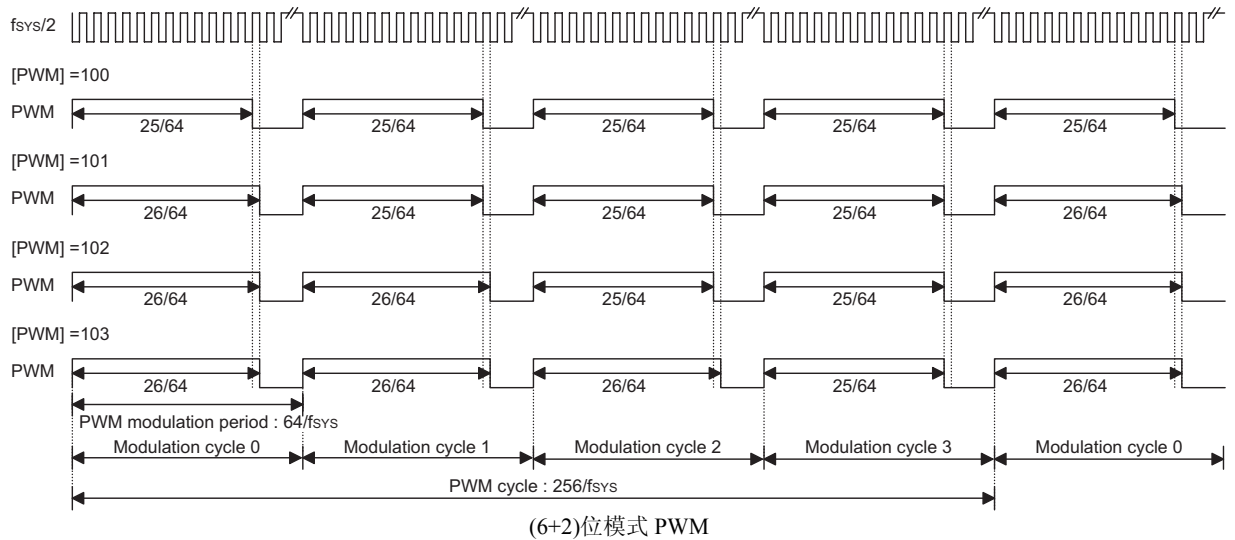 fSYS/2
[PWM] =100
PWM
25/64 25/64 25/64 25/64 25/64
[PWM] =101
PWM
26/64 25/64 25/64 25/64 26/64
[PWM] =102
PWM
26/64 26/64 25/64 25/64 26/64
[PWM] =103
PWM
26/64 26/64 26/64 25/64 26/64
PWM modulation period : 64/fSYS
Modulation cycle 0 Modulation cycle 1 Modulation cycle 2 Modulation cycle 3 Modulation cycle 0
PWM cycle : 256/fSYS
(6+2)位模式 PWM